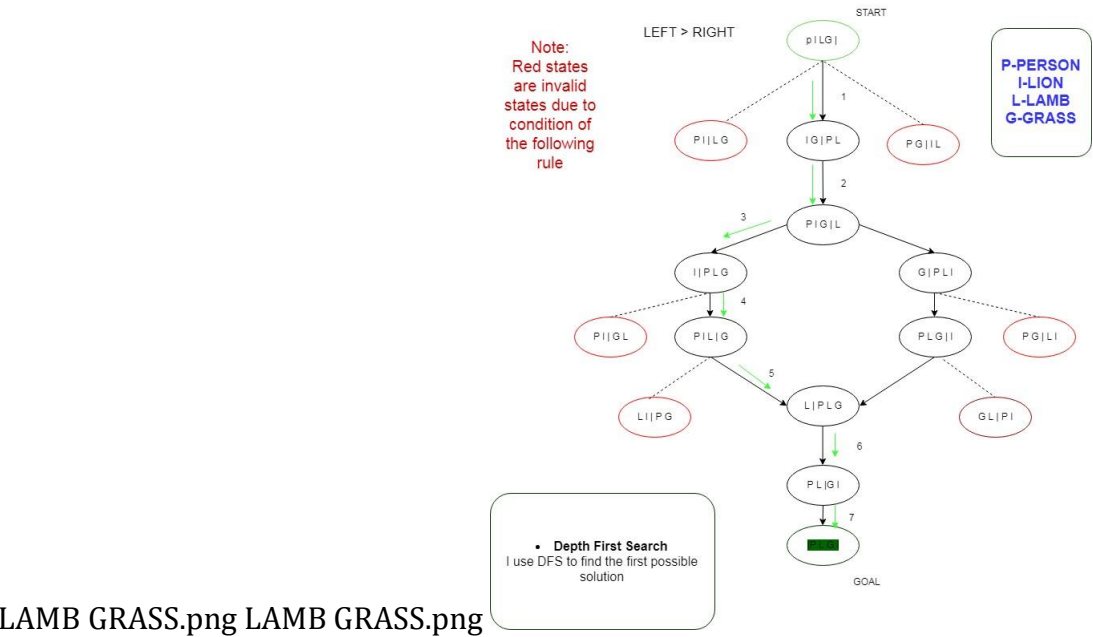 START
LEFT > RIGHT
p I L G |
Note:
Red states
are invalid
states due to
condition of
the following
rule
P-PERSON
I-LION
L-LAMB
G-GRASS
1
P I | L G
I G | P L
P G | I L
2
P I G | L
3
I | P L G
G | P L I
4
P I | G L
P I L | G
P L G | I
P G | L I
5
L | P L G
L I | P G
G L | P I
6
P L | G I
7
• Depth First Search
I use DFS to find the first possible
solution
GOAL
LAMB GRASS.png LAMB GRASS.png